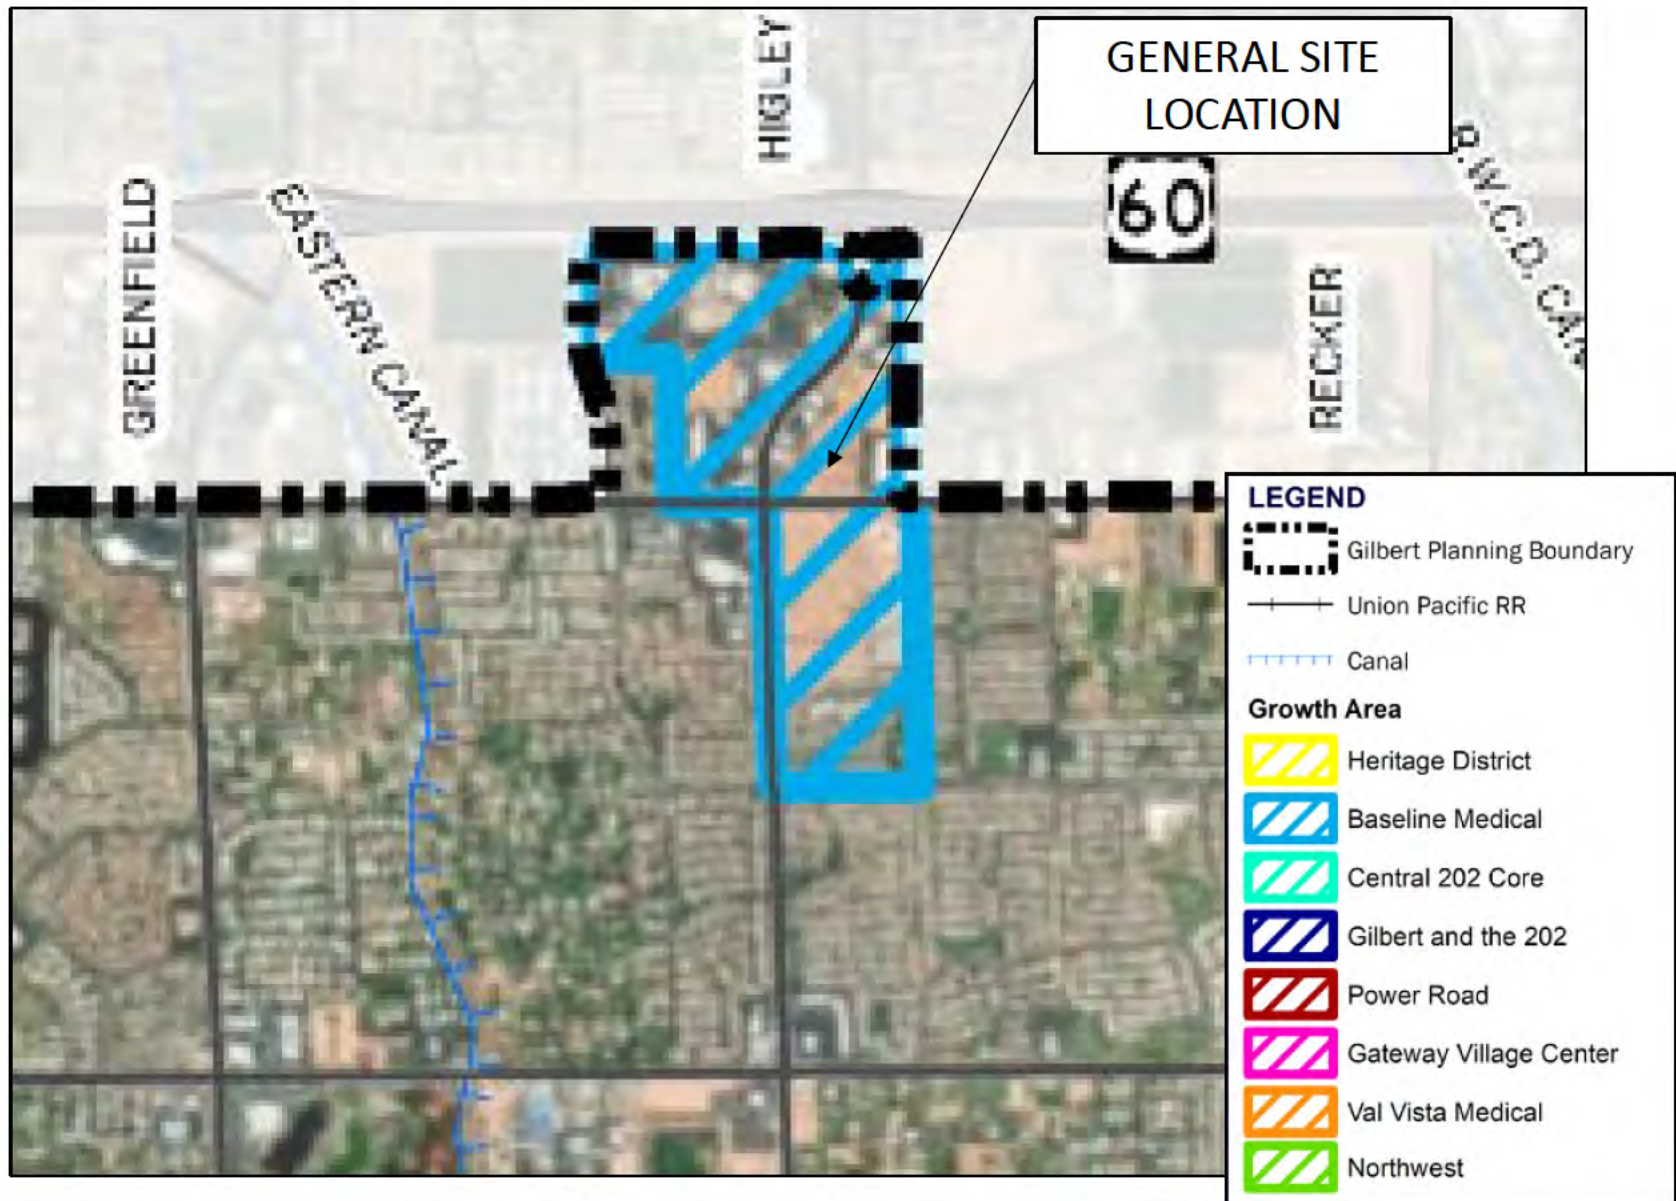 GENERAL SITE
LOCATION
HIGLEY
60
GREENFIELD
EASTERN CANAL
RECKER
R.W.C.D. CAN
LEGEND
Gilbert Planning Boundary
Union Pacific RR
Canal
Growth Area
Heritage District
Baseline Medical
Central 202 Core
Gilbert and the 202
Power Road
Gateway Village Center
Val Vista Medical
Northwest